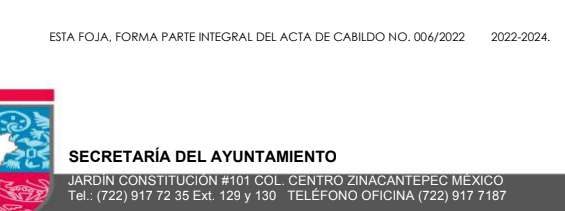 ESTA FOJA, FORMA PARTE INTEGRAL DEL ACTA DE CABILDO NO. 006/2022 2022-2024.
SECRETARÍA DEL AYUNTAMIENTO
JARDÍN CONSTITUCIÓN #101 COL. CENTRO ZINACANTEPEC MÉXICO
Tel.: (722) 917 72 35 Ext. 129 y 130 TELÉFONO OFICINA (722) 917 7187